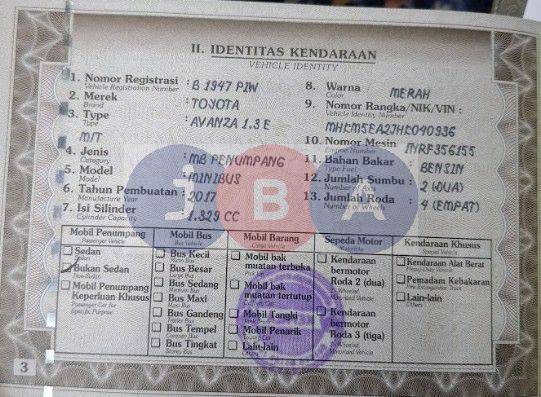 II. IDENTITAS KENDARAAN
VEHICLE IDENTITY
1. Nomor Registrasi : B 1947 PIW
Vehicle Registration Number
2. Merek : TOYOTA
Brand
3. Type : AVANZA 1.3 E
Type
M/T
4. Jenis : MB PENUMPANG
Category
5. Model : MINIBUS
Model
6. Tahun Pembuatan : 2017
Manufacture Year
7. Isi Silinder : 1.329 CC
Cylinder Capacity
8. Warna : MERAH
Color
9. Nomor Rangka/NIK/VIN :
Vehicle Identity Number
MHKM5EA2JHK040936
10. Nomor Mesin : 1NRF356155
Engine Number
11. Bahan Bakar : BENSIN
Type Fuel
12. Jumlah Sumbu : 2 (DUA)
Number of Axis
13. Jumlah Roda : 4 (EMPAT)
Number of Wheels
JBA
Mobil Penumpang
Passenger Vehicle
Sedan
Bukan Sedan
Mobil Penumpang
Keperluan Khusus
Mobil Bus
Bus Vehicle
Bus Kecil
Bus Besar
Bus Sedang
Bus Maxi
Bus Gandeng
Bus Tempel
Bus Tingkat
Mobil Barang
Cargo Vehicle
Mobil bak
muatan terbuka
Mobil bak
muatan tertutup
Mobil Tangki
Mobil Penarik
Lain-lain
Sepeda Motor
Kendaraan
bermotor
Roda 2 (dua)
Kendaraan
bermotor
Roda 3 (tiga)
Kendaraan Khusus
Special Vehicle
Kendaraan Alat Berat
Pemadam Kebakaran
Lain-lain
3